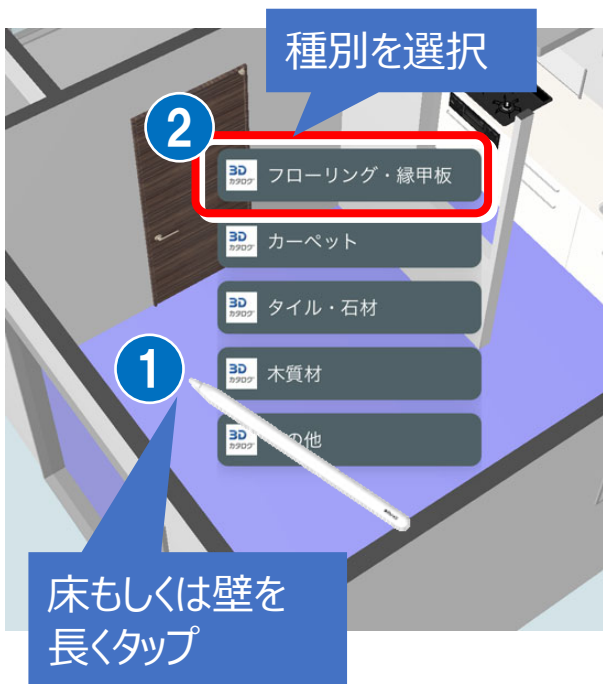 種別を選択
2
3D
カタログ
フローリング・縁甲板
3D
カタログ
カーペット
3D
カタログ
タイル・石材
1
3D
カタログ
木質材
3D
カタログ
の他
床もしくは壁を
長くタップ